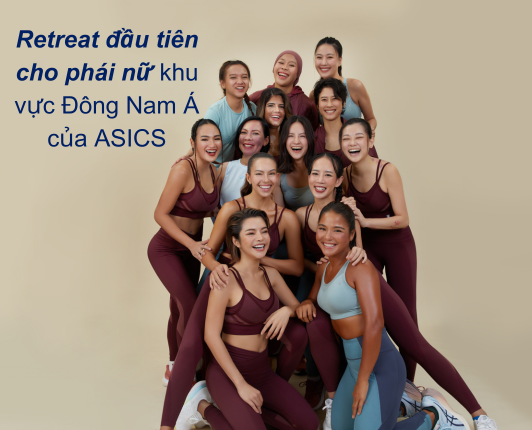 Retreat đầu tiên
cho phái nữ khu
vực Đông Nam Á
của ASICS